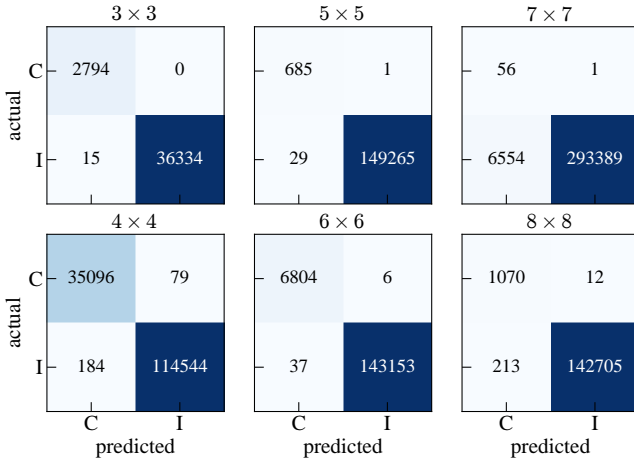 3 × 3 5 × 5 7 × 7
actual C 2794 0 685 1 56 1
I 15 36334 29 149265 6554 293389
4 × 4 6 × 6 8 × 8
actual C 35096 79 6804 6 1070 12
I 184 114544 37 143153 213 142705
C I C I C I
predicted predicted predicted